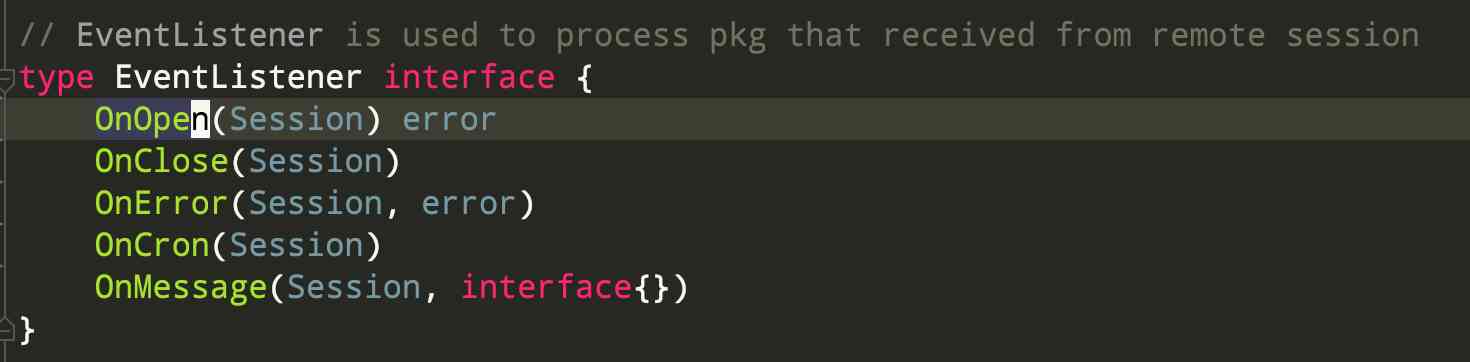 // EventListener is used to process pkg that received from remote session
type EventListener interface {
    OnOpen(Session) error
    OnClose(Session)
    OnError(Session, error)
    OnCron(Session)
    OnMessage(Session, interface{})
}